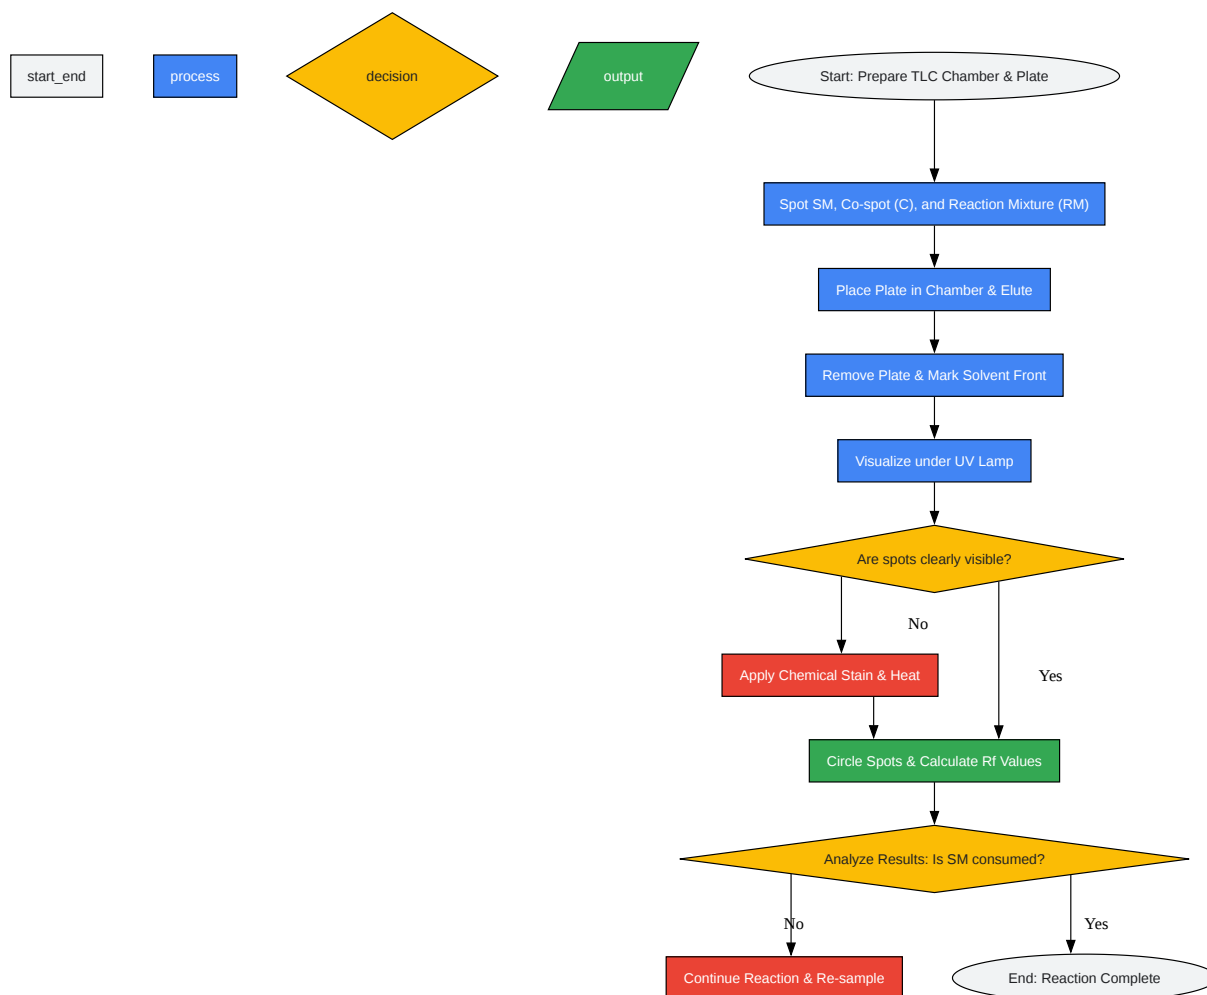 start_end
process
decision
output
Start: Prepare TLC Chamber & Plate
Spot SM, Co-spot (C), and Reaction Mixture (RM)
Place Plate in Chamber & Elute
Remove Plate & Mark Solvent Front
Visualize under UV Lamp
Are spots clearly visible?
No
Apply Chemical Stain & Heat
Yes
Circle Spots & Calculate Rf Values
Analyze Results: Is SM consumed?
No
Yes
Continue Reaction & Re-sample
End: Reaction Complete